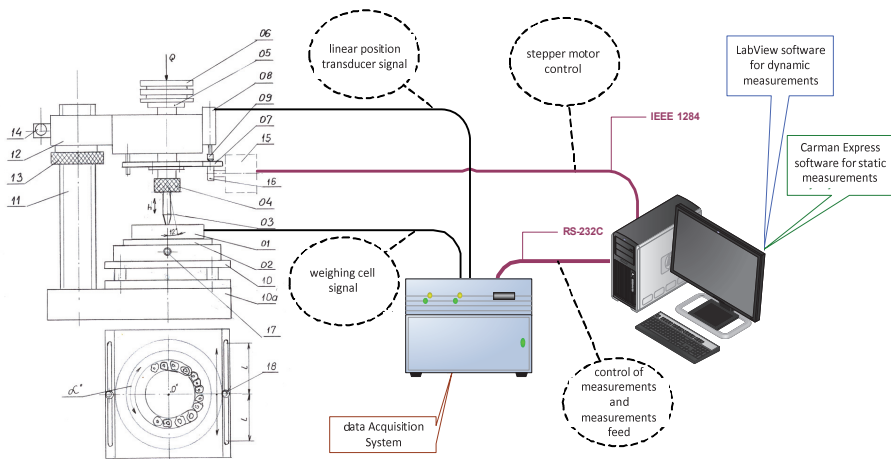 06
05
Q
08
09
07
15
14
12
13
16
04
11
h
03
12°
01
02
10
10a
17
18
α°
0°
l
l
linear position
transducer signal
stepper motor
control
IEEE 1284
LabView software
for dynamic
measurements
Carman Express
software for static
measurements
RS-232C
weighing cell
signal
control of
measurements
and
measurements
feed
data Acquisition
System